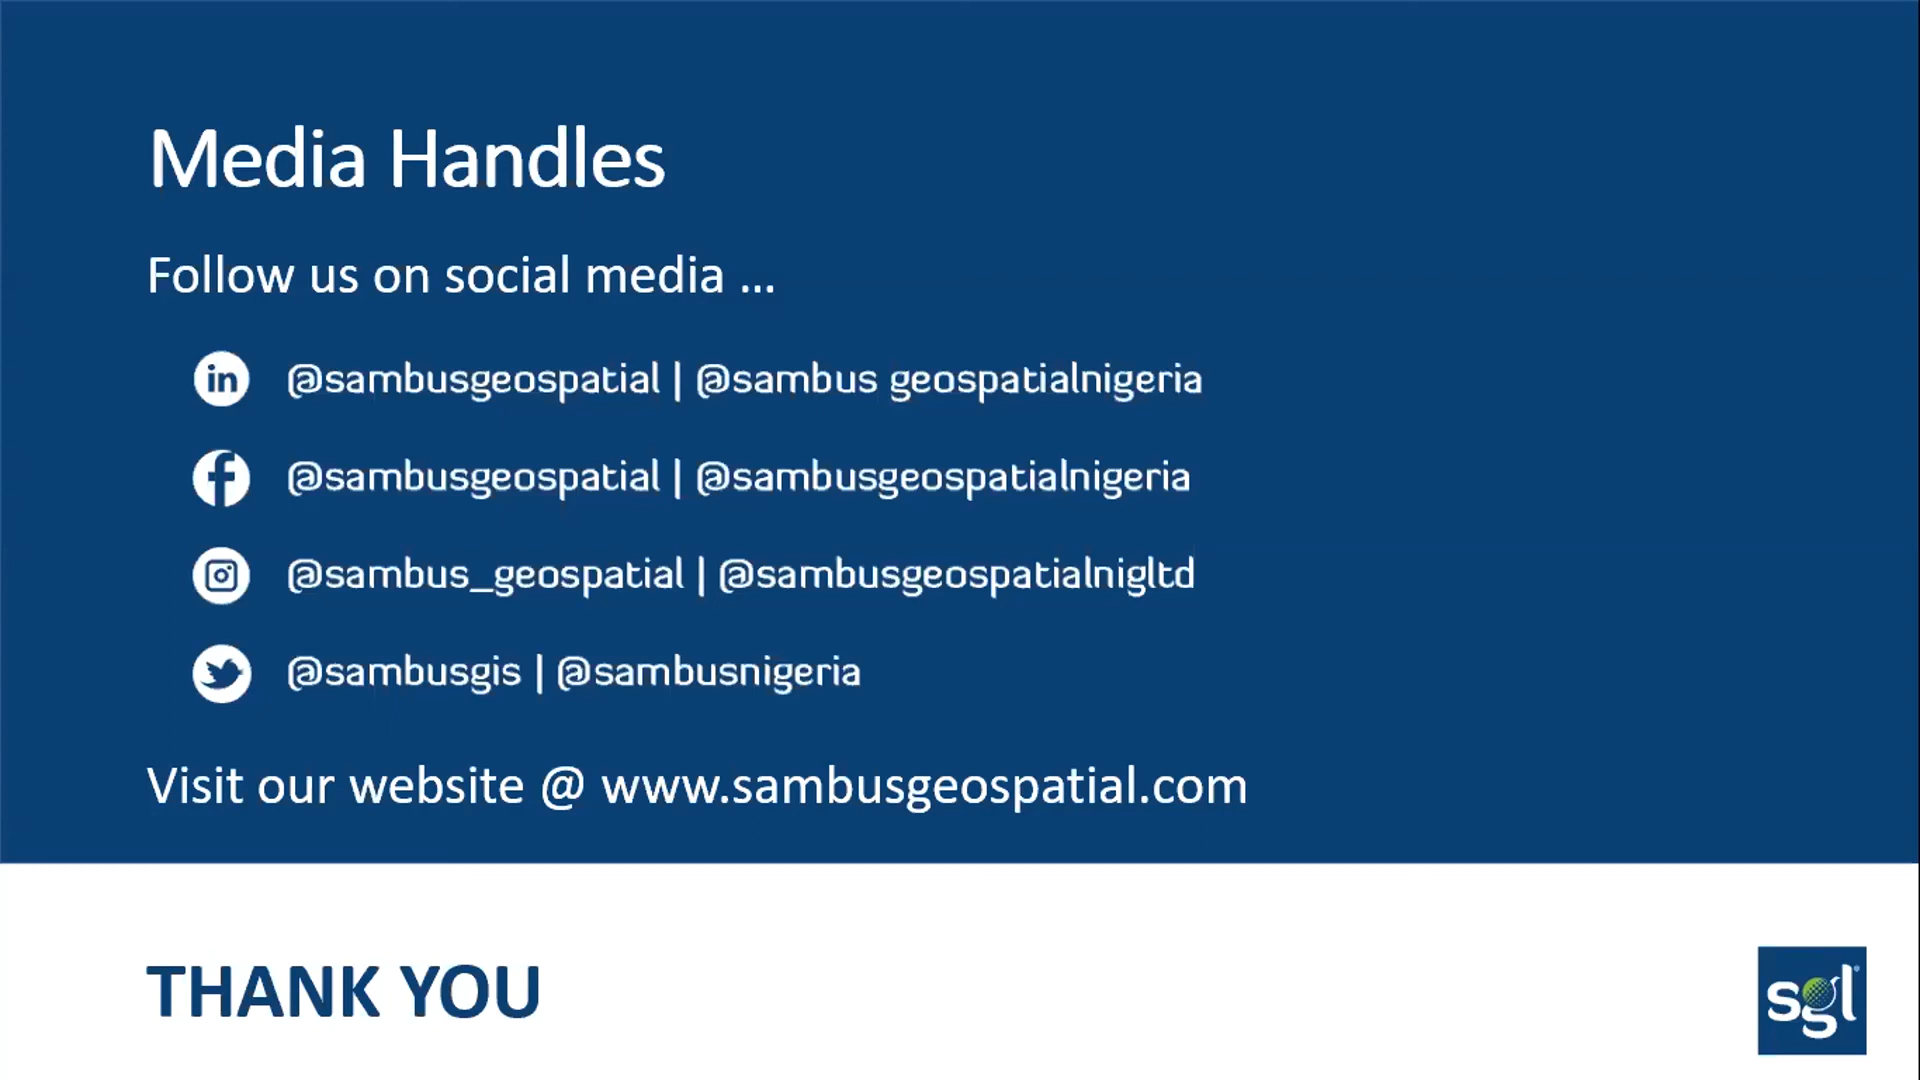 Media Handles
Follow us on social media ...
in @sambusgeospatial | @sambus geospatialnigeria
f @sambusgeospatial | @sambusgeospatialnigeria
@sambus_geospatial | @sambusgeospatialnigltd
@sambusgis | @sambusnigeria
Visit our website @ www.sambusgeospatial.com
THANK YOU
sgl